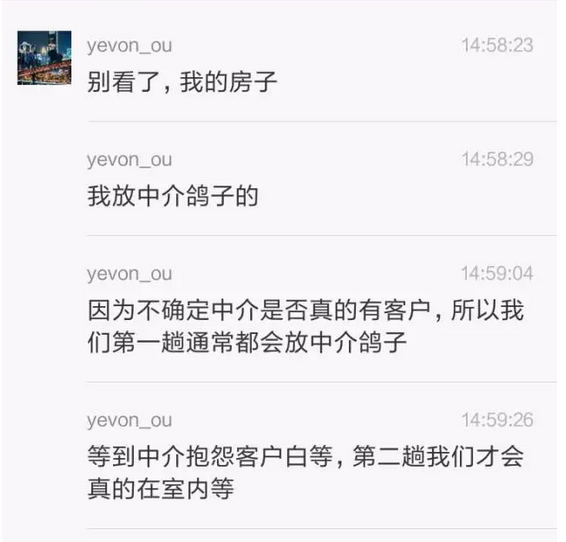 yevon_ou 14:58:23
别看了，我的房子
yevon_ou 14:58:29
我放中介鸽子的
yevon_ou 14:59:04
因为不确定中介是否真的有客户，所以我
们第一趟通常都会放中介鸽子
yevon_ou 14:59:26
等到中介抱怨客户白等，第二趟我们才会
真的在室内等